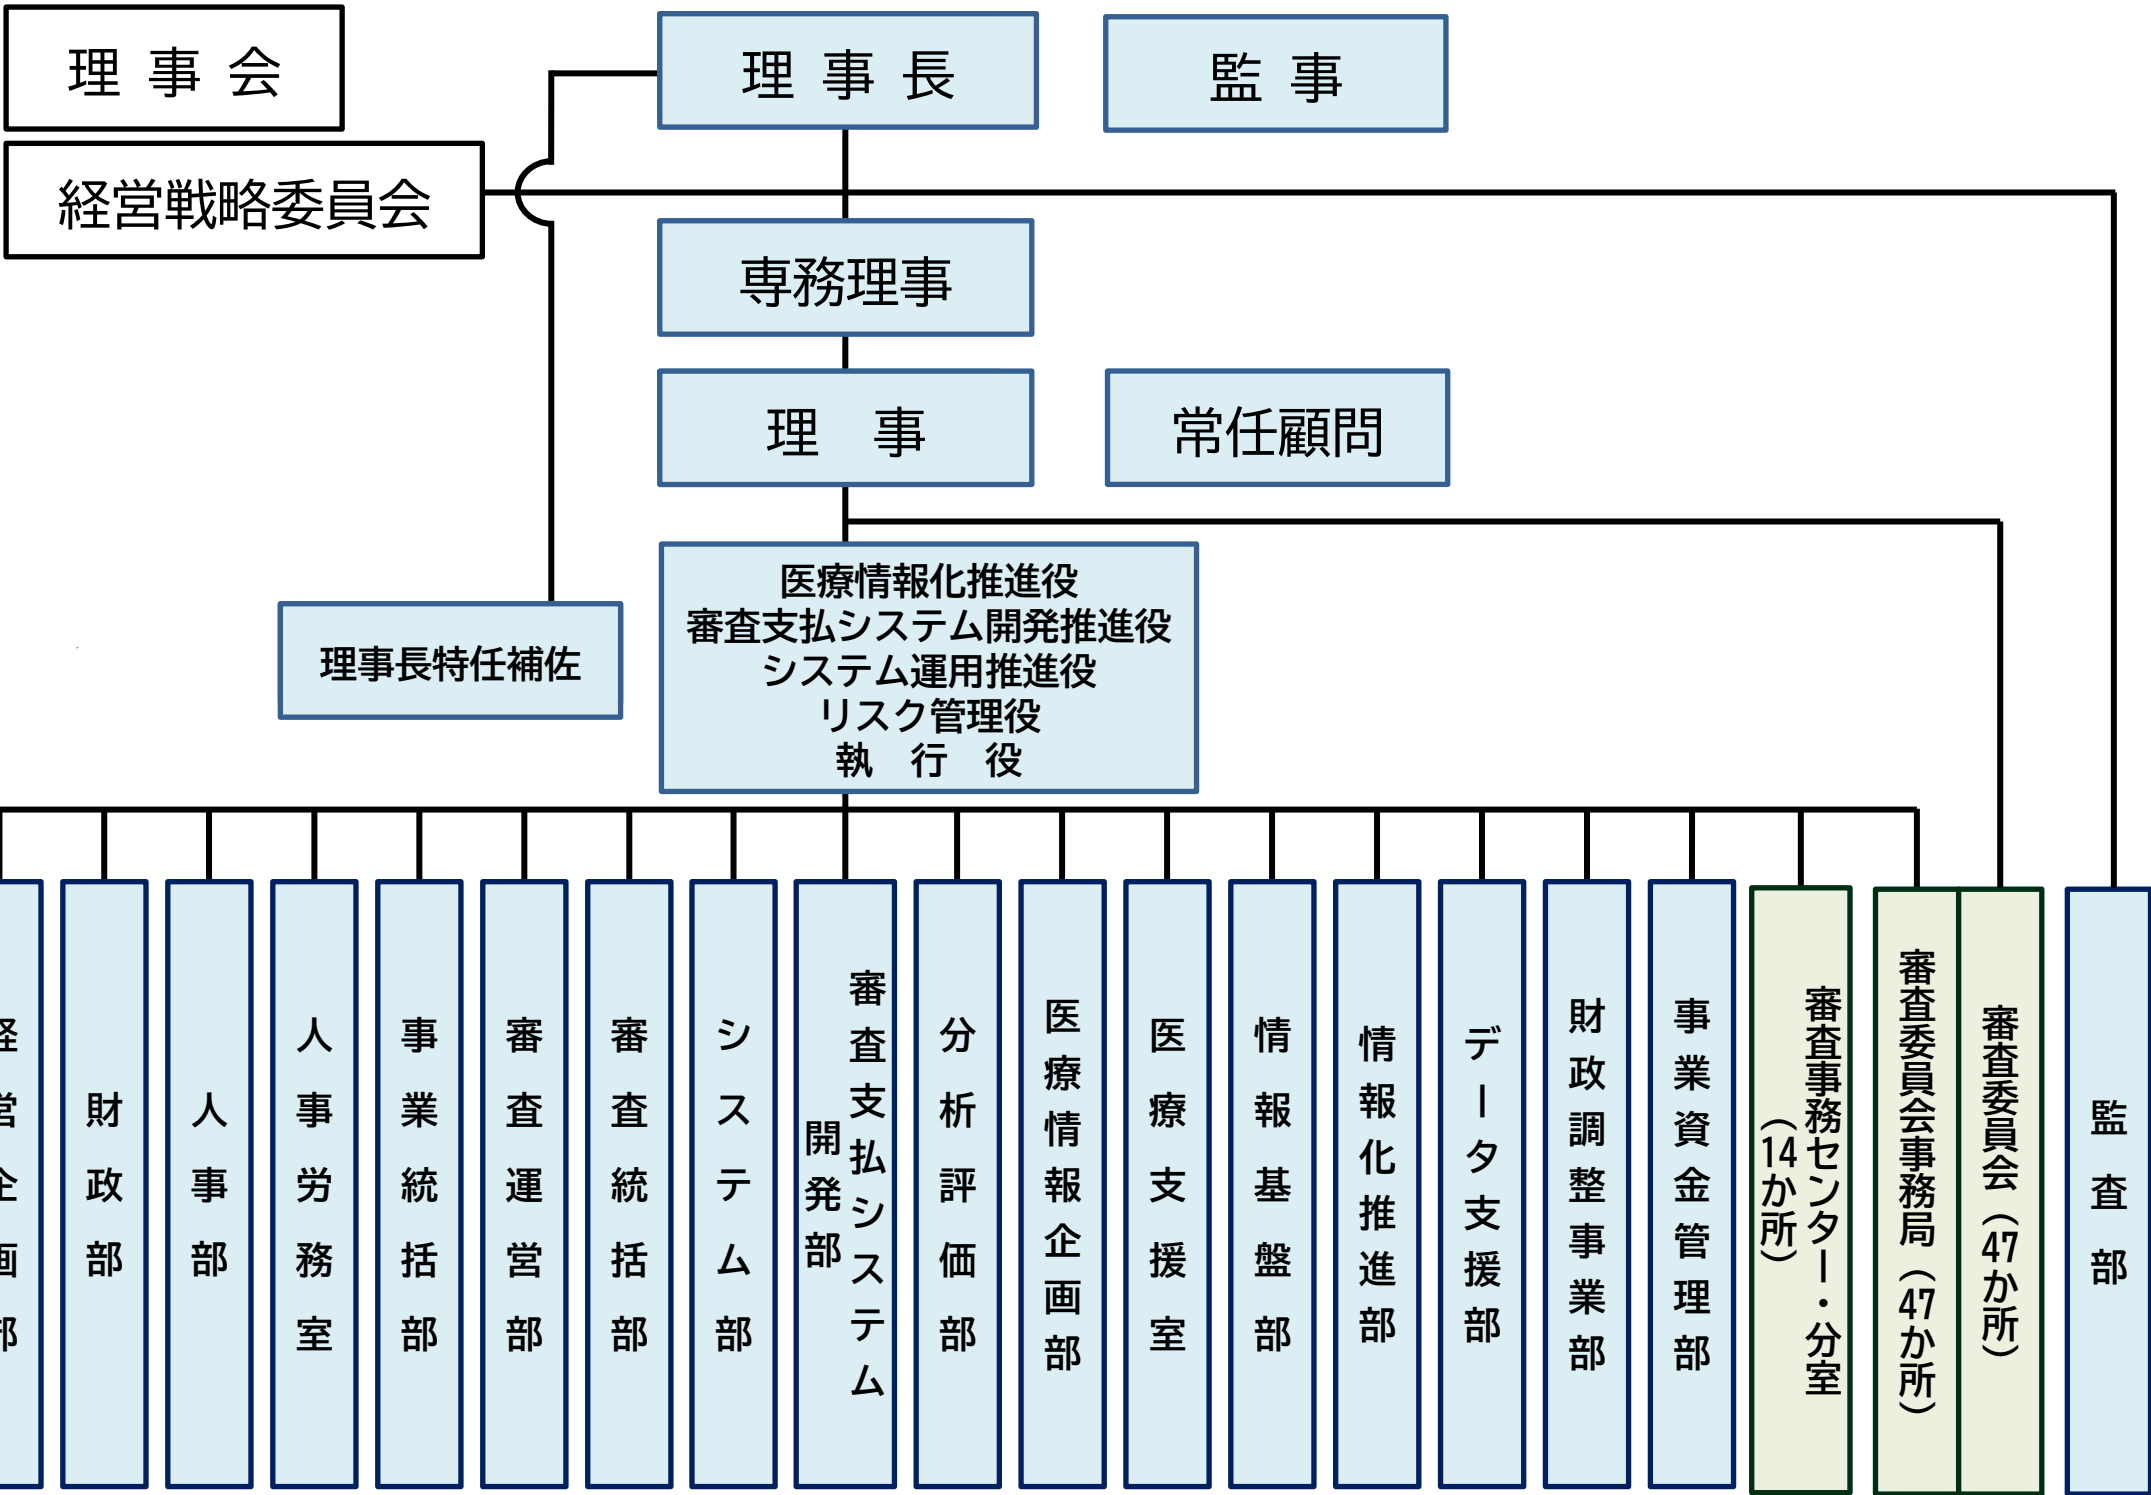 理事会
理事長
監事
経営戦略委員会
専務理事
理　事
常任顧問
医療情報化推進役
審査支払システム開発推進役
システム運用推進役
リスク管理役
執　行　役
理事長特任補佐
経営企画部
財政部
人事部
人事労務室
事業統括部
審査運営部
審査統括部
システム部
審査支払システム
開発部
分析評価部
医療情報企画部
医療支援室
情報基盤部
情報化推進部
データ支援部
財政調整事業部
事業資金管理部
審査事務センター・分室
（14か所）
審査委員会事務局（47か所）
審査委員会（47か所）
監査部